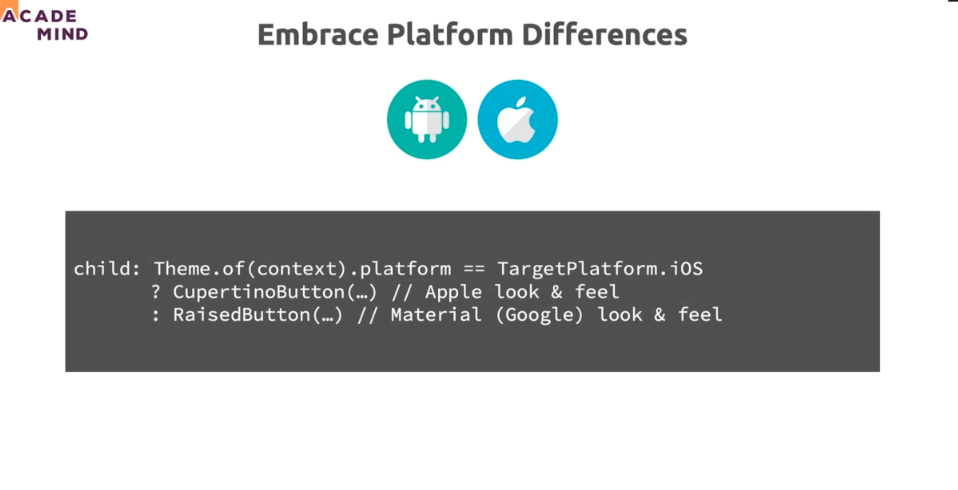 ACADE
MIND
Embrace Platform Differences
child: Theme.of(context).platform == TargetPlatform.iOS
? CupertinoButton(…) // Apple look & feel
: RaisedButton(…) // Material (Google) look & feel